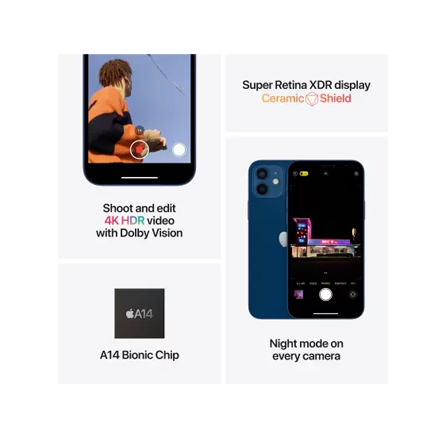 Shoot and edit
4K HDR video
with Dolby Vision
Super Retina XDR display
Ceramic Shield
A14
A14 Bionic Chip
Night mode on
every camera